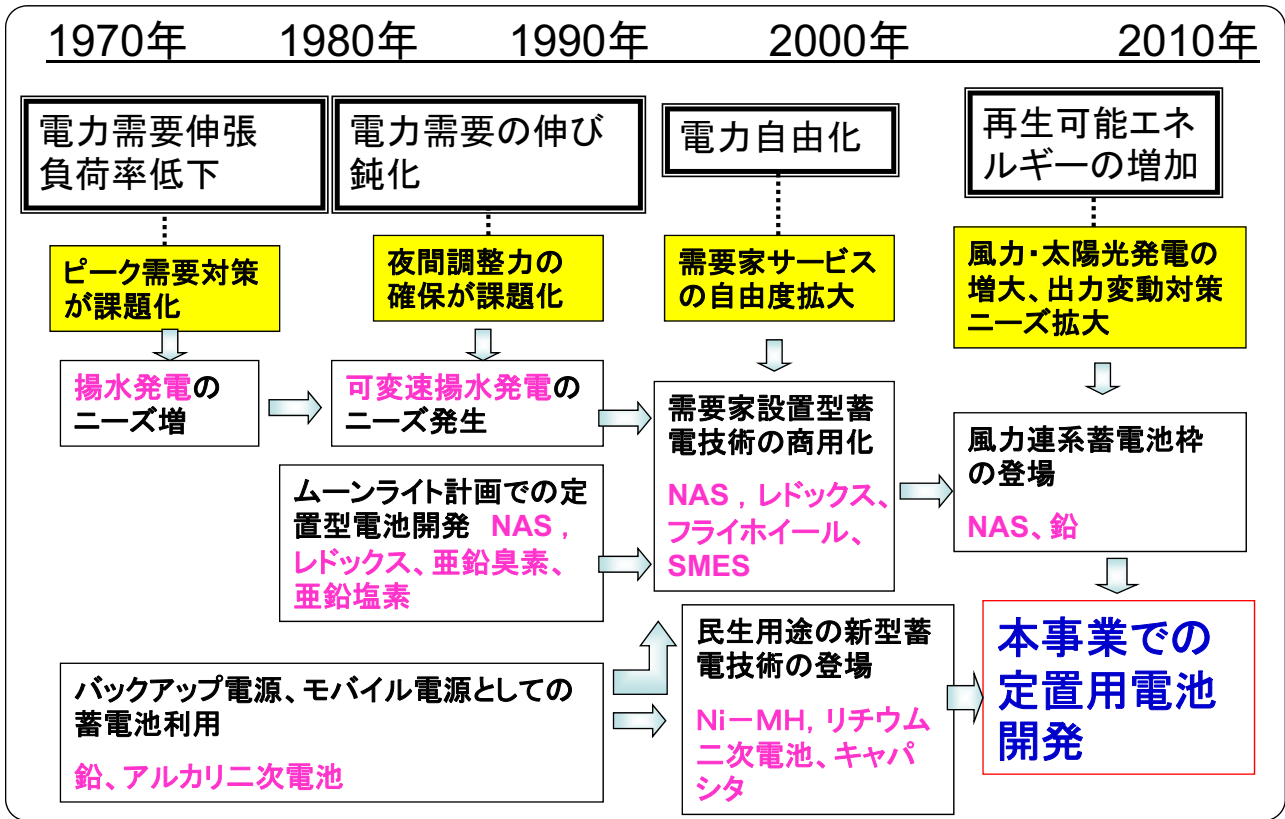 1970年 1980年 1990年 2000年 2010年
電力需要伸張
負荷率低下
電力需要の伸び
鈍化
電力自由化
再生可能エネ
ルギーの増加
ピーク需要対策
が課題化
夜間調整力の
確保が課題化
需要家サービス
の自由度拡大
風力・太陽光発電の
増大、出力変動対策
ニーズ拡大
揚水発電の
ニーズ増
可変速揚水発電の
ニーズ発生
需要家設置型蓄
電技術の商用化
NAS , レドックス、
フライホイール、
SMES
風力連系蓄電池枠
の登場
NAS、鉛
ムーンライト計画での定
置型電池開発 NAS ,
レドックス、亜鉛臭素、
亜鉛塩素
バックアップ電源、モバイル電源としての
蓄電池利用
鉛、アルカリ二次電池
民生用途の新型蓄
電技術の登場
Ni－MH, リチウム
二次電池、キャパ
シタ
本事業での
定置用電池
開発